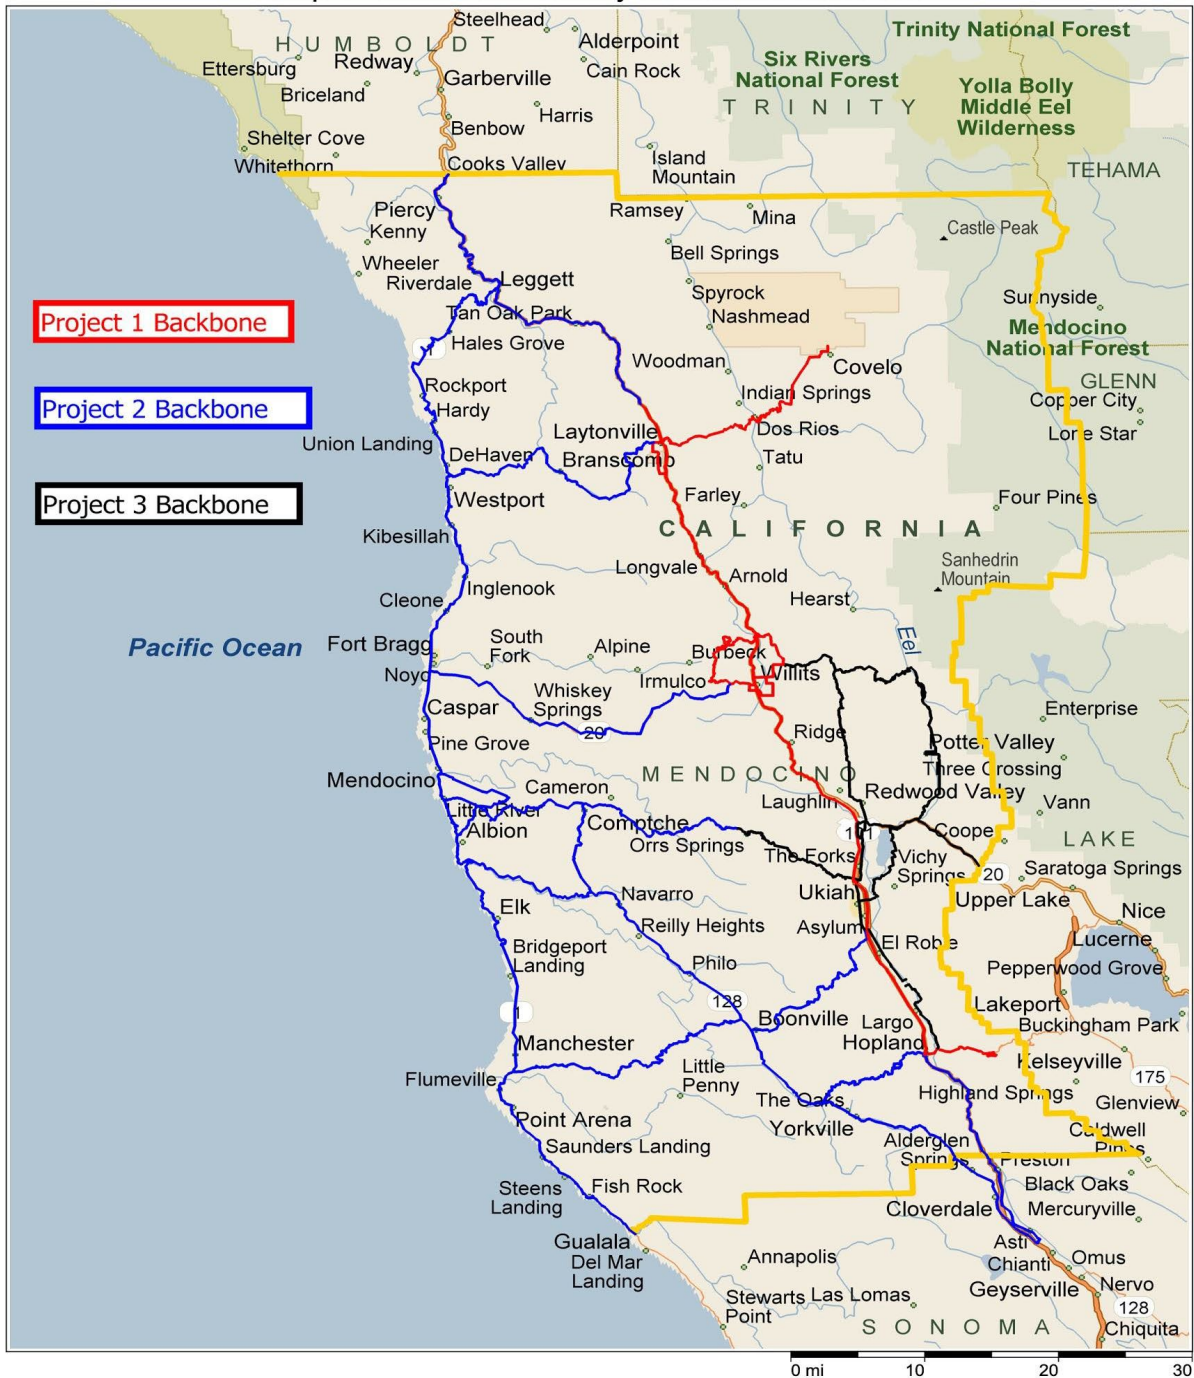 Steelhead
HUMBOLDT
Alderpoint
Trinity National Forest
Ettersburg
Redway
Cain Rock
Six Rivers
National Forest
Garberville
Yolla Bolly
Middle Eel
Wilderness
Briceland
Harris
TRINITY
Benbow
Shelter Cove
Whitethorn
Cooks Valley
Island
Mountain
TEHAMA
Piercy
Ramsey
Mina
Kenny
Castle Peak
Bell Springs
Wheeler
Riverdale
Leggett
Spyrock
Sunnyside
Project 1 Backbone
Tan Oak Park
Nashmead
Mendocino
National Forest
Hales Grove
1
Woodman
Covelo
Rockport
Indian Springs
GLENN
Hardy
Copper City
Project 2 Backbone
Union Landing
Laytonville
Dos Rios
Lone Star
DeHaven
Branscomb
Tatu
Westport
Farley
Four Pines
Project 3 Backbone
Kibesillah
CALIFORNIA
Longvale
Arnold
Sanhedrin
Mountain
Inglenook
Cleone
Hearst
Pacific Ocean
Fort Bragg
South
Fork
Alpine
Burbeck
Eel
Noyo
Irmulco
Willits
Whiskey
Springs
Caspar
Enterprise
20
Ridge
Pine Grove
Potter Valley
Mendocino
MENDOCINO
Three Crossing
Cameron
Laughlin
Redwood Valley
Vann
Little River
Albion
Comptche
101
Cooper
LAKE
Orrs Springs
The Forks
Vichy
Springs
20
Saratoga Springs
Navarro
Ukiah
Upper Lake
Elk
Nice
Reilly Heights
Asylum
El Roble
Lucerne
Bridgeport
Landing
Philo
Pepperwood Grove
128
Lakeport
1
Boonville
Largo
Buckingham Park
Manchester
Hopland
Kelseyville
Flumeville
Little
Penny
175
The Oaks
Highland Springs
Glenview
Point Arena
Yorkville
Caldwell
Pines
Saunders Landing
Alderglen
Springs
Preston
Steens
Landing
Fish Rock
Black Oaks
Cloverdale
Mercuryville
Gualala
Asti
Del Mar
Landing
Annapolis
Chianti
Omus
Geyserville
Nervo
Stewarts
Point
Las Lomas
128
SONOMA
Chiquita
0 mi 10 20 30